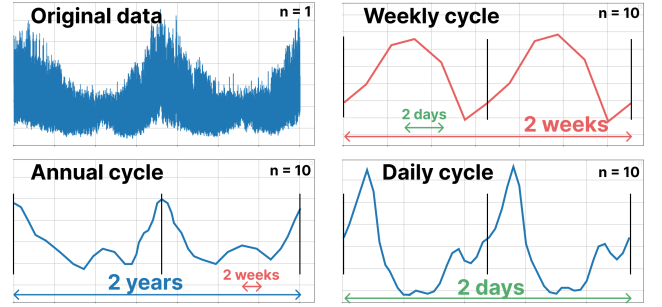 Original data
n = 1
Weekly cycle
n = 10
2 days
2 weeks
Annual cycle
n = 10
2 weeks
2 years
Daily cycle
n = 10
2 days